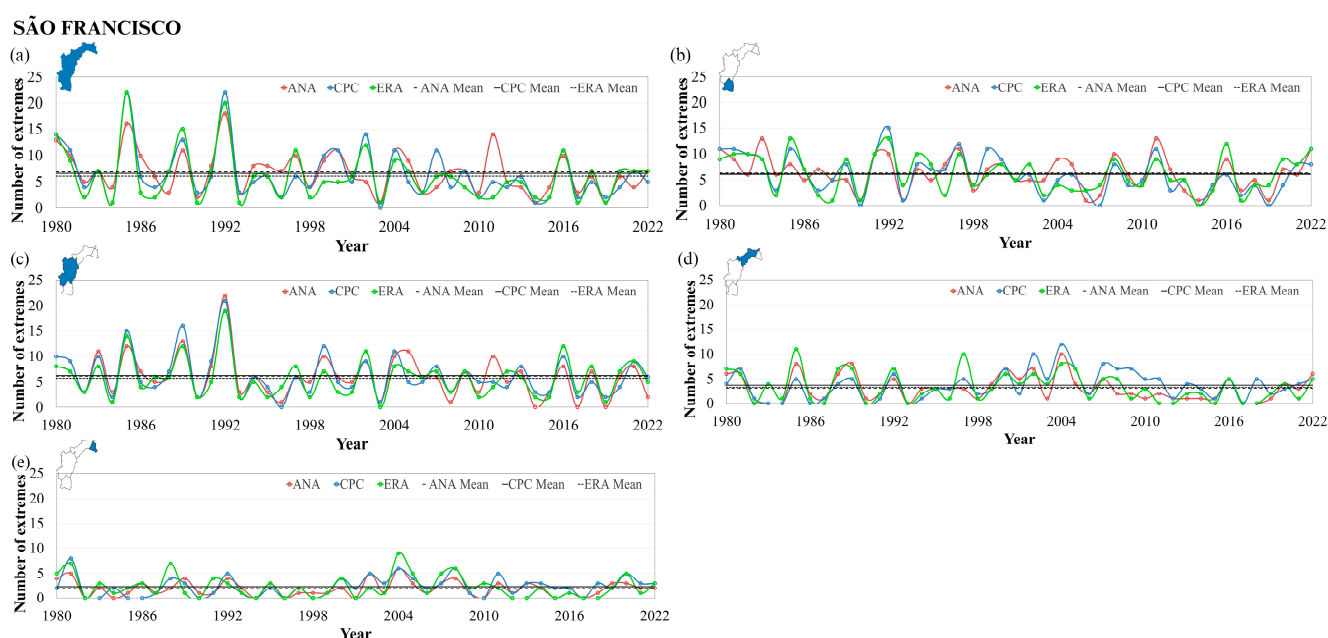 SÃO FRANCISCO
(a)
Number of extremes
25
20
15
10
5
0
ANA CPC ERA - ANA Mean — CPC Mean ---- ERA Mean
1980 1986 1992 1998 2004 2010 2016 2022
Year
(b)
Number of extremes
25
20
15
10
5
0
ANA CPC ERA - ANA Mean — CPC Mean ---- ERA Mean
1980 1986 1992 1998 2004 2010 2016 2022
Year
(c)
Number of extremes
25
20
15
10
5
0
ANA CPC ERA - ANA Mean — CPC Mean ---- ERA Mean
1980 1986 1992 1998 2004 2010 2016 2022
Year
(d)
Number of extremes
25
20
15
10
5
0
ANA CPC ERA - ANA Mean — CPC Mean ---- ERA Mean
1980 1986 1992 1998 2004 2010 2016 2022
Year
(e)
Number of extremes
25
20
15
10
5
0
ANA CPC ERA - ANA Mean — CPC Mean ---- ERA Mean
1980 1986 1992 1998 2004 2010 2016 2022
Year